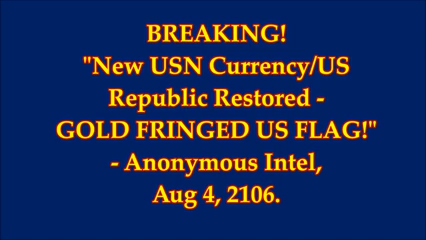 BREAKING!
"New USN Currency/US
Republic Restored -
GOLD FRINGED US FLAG!"
- Anonymous Intel,
Aug 4, 2106.